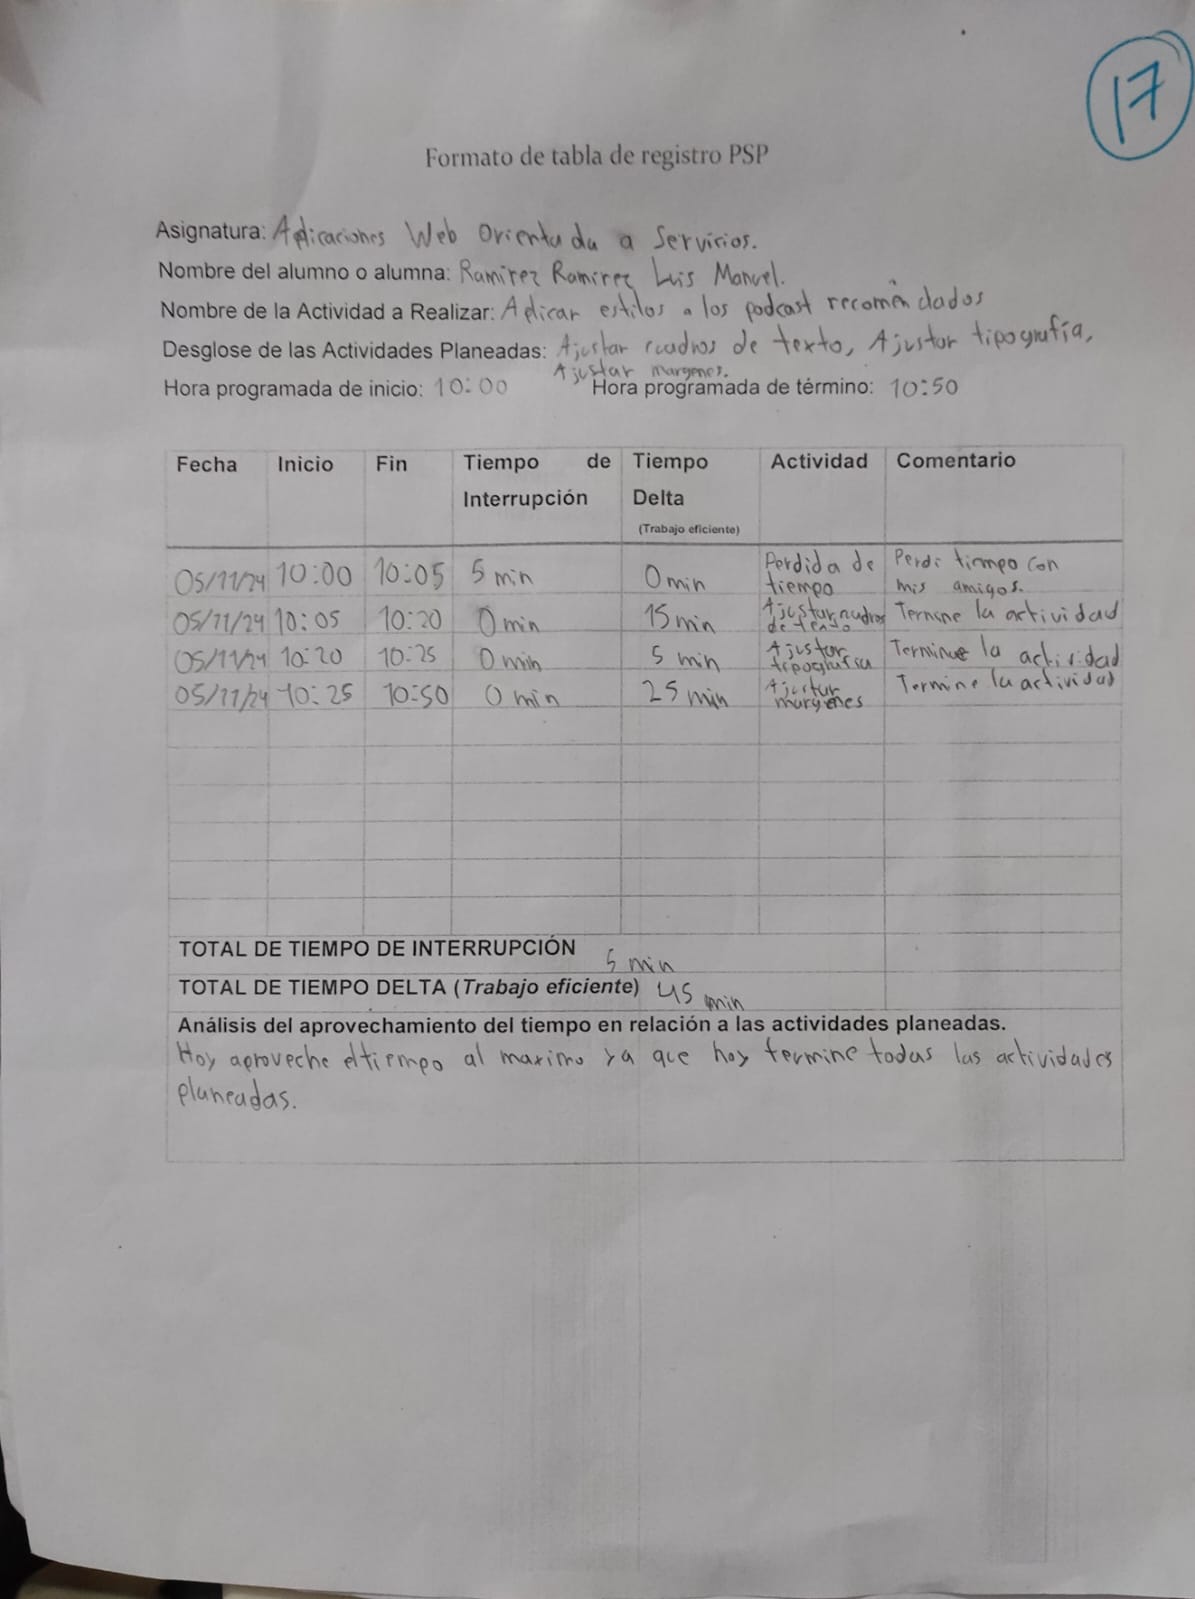 17
Formato de tabla de registro PSP
Asignatura: Aplicaciones Web Orientada a Servicios.
Nombre del alumno o alumna: Ramirez Ramirez Luis Manuel.
Nombre de la Actividad a Realizar: Aplicar estilos a los podcast recomendados
Desglose de las Actividades Planeadas: Ajustar cuadros de texto, Ajustar tipografía,
Ajustar margenes.
Hora programada de inicio: 10:00 Hora programada de término: 10:50
Fecha Inicio Fin Tiempo de Tiempo Actividad Comentario
Interrupción Delta
(Trabajo eficiente)
Perdida de Perdi tiempo con
05/11/24 10:00 10:05 5 min 0 min tiempo mis amigos.
05/11/24 10:05 10:20 0 min 15 min Ajustar cuadros Termine la actividad
de texto
05/11/24 10:20 10:25 0 min 5 min Ajustar Termine la actividad
tipografia
05/11/24 10:25 10:50 0 min 25 min Ajustar Termine la actividad
margenes
TOTAL DE TIEMPO DE INTERRUPCIÓN 5 min
TOTAL DE TIEMPO DELTA (Trabajo eficiente) 45 min
Análisis del aprovechamiento del tiempo en relación a las actividades planeadas.
Hoy aproveche el tiempo al maximo ya que hoy termine todas las actividades
planeadas.